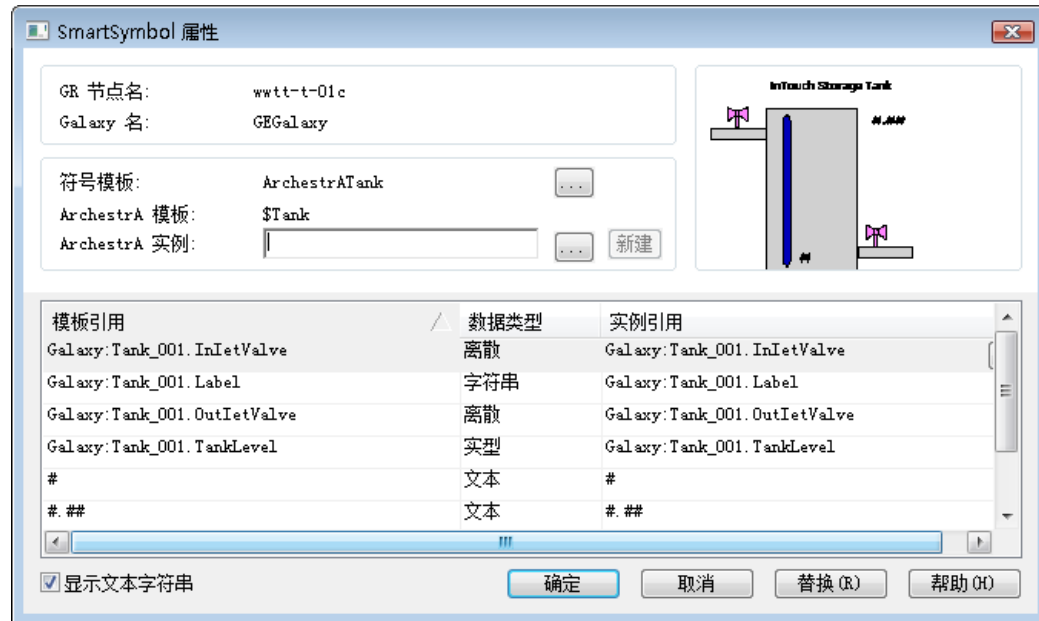 SmartSymbol 属性
GR 节点名: wwtt-t-01c
Galaxy 名: GEGalaxy
InTouch Storage Tank
#.##
#
符号模板: ArchestrATank ...
ArchestrA 模板: $Tank
ArchestrA 实例: ... 新建
模板引用 数据类型 实例引用
Galaxy:Tank_001.InIetValve 离散 Galaxy:Tank_001.InIetValve
Galaxy:Tank_001.Label 字符串 Galaxy:Tank_001.Label
Galaxy:Tank_001.OutIetValve 离散 Galaxy:Tank_001.OutIetValve
Galaxy:Tank_001.TankLevel 实型 Galaxy:Tank_001.TankLevel
# 文本 #
#.## 文本 #.##
显示文本字符串 确定 取消 替换(R) 帮助(H)